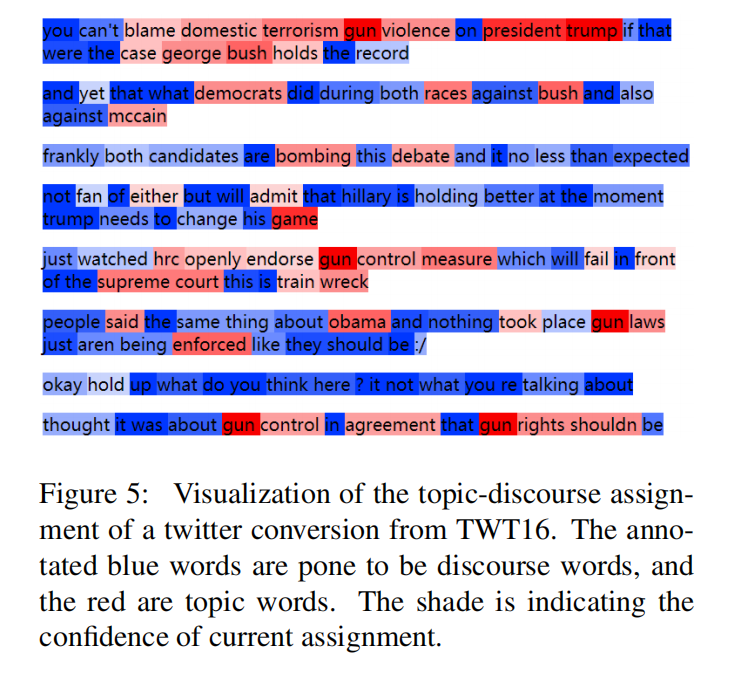 you can't blame domestic terrorism gun violence on president trump if that
were the case george bush holds the record
and yet that what democrats did during both races against bush and also
against mccain
frankly both candidates are bombing this debate and it no less than expected
not fan of either but will admit that hillary is holding better at the moment
trump needs to change his game
just watched hrc openly endorse gun control measure which will fail in front
of the supreme court this is train wreck
people said the same thing about obama and nothing took place gun laws
just aren being enforced like they should be :/
okay hold up what do you think here ? it not what you re talking about
thought it was about gun control in agreement that gun rights shouldn be
Figure 5: Visualization of the topic-discourse assign-
ment of a twitter conversion from TWT16. The anno-
tated blue words are pone to be discourse words, and
the red are topic words. The shade is indicating the
confidence of current assignment.